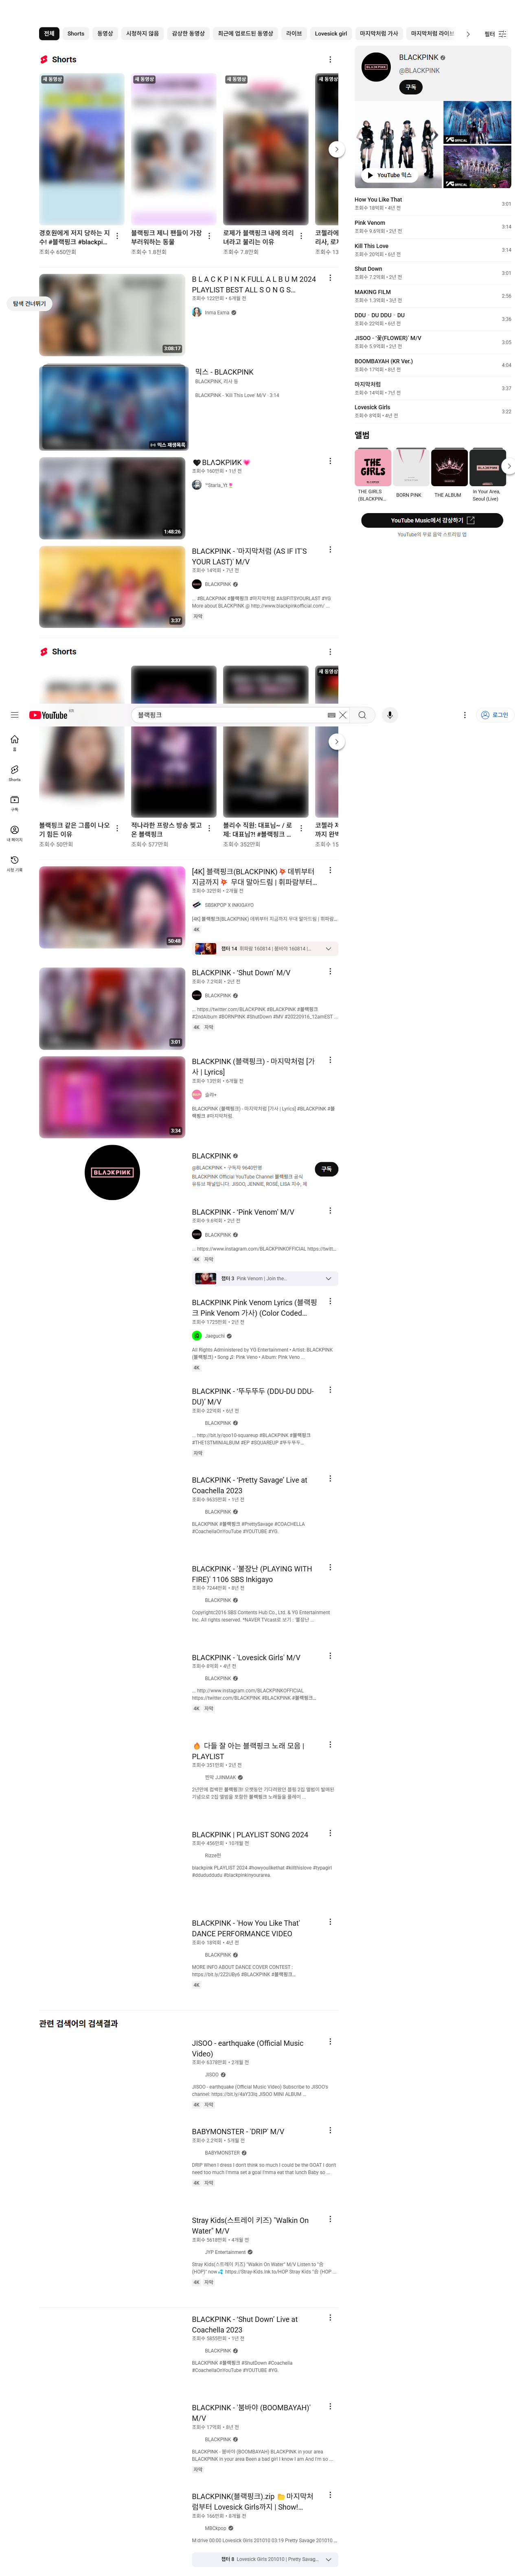 전체 Shorts 동영상 시청하지 않음 감상한 동영상 최근에 업로드된 동영상 라이브 Lovesick girl 마지막처럼 가사 마지막처럼 라이브 필터
Shorts
새 동영상
경호원에게 저지 당하는 지
수! #블랙핑크 #blackpi...
조회수 650만회
새 동영상
블랙핑크 제니 팬들이 가장
부러워하는 동물
조회수 1.8만회
새 동영상
로제가 블랙핑크 내에 의리
녀라고 불리는 이유
조회수 7.8만회
새 동영상
탐색 건너뛰기
B L A C K P I N K FULL A L B U M 2024
PLAYLIST BEST ALL S O N G S...
조회수 122만회 • 6개월 전
Irvina Exrina
3:08:17
믹스 - BLACKPINK
BLACKPINK, 리사 등
BLACKPINK - 'Kill This Love' M/V · 3:14
믹스 재생목록
🖤BLΛƆKPIИK💗
조회수 160만회 • 1년 전
1:48:26
BLACKPINK - '마지막처럼 (AS IF IT'S
YOUR LAST)' M/V
조회수 14억회 • 7년 전
BLACKPINK
... #BLACKPINK #블랙핑크 #마지막처럼 #ASIFITSYOURLAST #YG
More about BLACKPINK @ http://www.blackpinkofficial.com/ ...
자막
3:37
Shorts
새 동영상
YouTube KR
블랙핑크
로그인
홈
Shorts
구독
내 페이지
시청 기록
블랙핑크 같은 그룹이 나오
기 힘든 이유
조회수 50만회
적나라한 프랑스 방송 찢고
온 블랙핑크
조회수 577만회
블리수 직원: 대표님~ / 로
제: 대표님?! #블랙핑크 ...
조회수 352만회
[4K] 블랙핑크(BLACKPINK) 💥 데뷔부터
지금까지 💥 무대 말아드림 | 휘파람부터...
조회수 32만회 • 2개월 전
SBSKPOP X INKIGAYO
[4K] 블랙핑크(BLACKPINK) 데뷔부터 지금까지 무대 말아드림 | 휘파람...
4K
50:48
챕터 14 휘파람 160814 | 붐바야 160814 |...
BLACKPINK - ‘Shut Down’ M/V
조회수 7.2억회 • 2년 전
BLACKPINK
... https://twitter.com/BLACKPINK #BLACKPINK #블랙핑크
#2ndAlbum #BORNPINK #ShutDown #MV #20220916_12amEST ...
4K 자막
3:01
BLACKPINK (블랙핑크) - 마지막처럼 [가
사 | Lyrics]
조회수 13만회 • 6개월 전
BLACKPINK (블랙핑크) - 마지막처럼 [가사 | Lyrics] #BLACKPINK #블
랙핑크 #마지막처럼.
3:34
BLACKPINK
BLACKPINK
@BLACKPINK • 구독자 9640만명
BLACKPINK Official YouTube Channel 블랙핑크 공식
유튜브 채널입니다. JISOO, JENNIE, ROSÉ, LISA 지수, 제
구독
BLACKPINK - ‘Pink Venom’ M/V
조회수 9.6억회 • 2년 전
BLACKPINK
... https://www.instagram.com/BLACKPINKOFFICIAL https://twitt...
4K 자막
챕터 3 Pink Venom | Join the...
BLACKPINK Pink Venom Lyrics (블랙핑
크 Pink Venom 가사) (Color Coded...
조회수 1725만회 • 2년 전
Jaeguchi
All Rights Administered by YG Entertainment • Artist: BLACKPINK
(블랙핑크) • Song ♫: Pink Veno • Album: Pink Veno ...
4K
BLACKPINK - ‘뚜두뚜두 (DDU-DU DDU-
DU)’ M/V
조회수 22억회 • 6년 전
BLACKPINK
... http://bit.ly/qoo10-squareup #BLACKPINK #블랙핑크
#THE1STMINIALBUM #EP #SQUAREUP #뚜두뚜두...
자막
BLACKPINK - ‘Pretty Savage’ Live at
Coachella 2023
조회수 9635만회 • 1년 전
BLACKPINK
BLACKPINK #블랙핑크 #PrettySavage #COACHELLA
#CoachellaOnYouTube #YOUTUBE #YG.
BLACKPINK - '불장난 (PLAYING WITH
FIRE)' 1106 SBS Inkigayo
조회수 7244만회 • 8년 전
BLACKPINK
Copyrightc2016 SBS Contents Hub Co., Ltd. & YG Entertainment
Inc. All rights reserved. *NAVER TVcast로 보기 : '불장난 ...
BLACKPINK - 'Lovesick Girls' M/V
조회수 8억회 • 4년 전
BLACKPINK
... http://www.instagram.com/BLACKPINKOFFICIAL
https://twitter.com/BLACKPINK #BLACKPINK #블랙핑크...
4K 자막
🔥 다들 잘 아는 블랙핑크 노래 모음 |
PLAYLIST
조회수 351만회 • 2년 전
찐막 JJINMAK
2년만에 컴백한 블랙핑크! 오랫동안 기다려왔던 블핑 2집 앨범이 발매된
기념으로 2집 앨범을 포함한 블랙핑크 노래들을 플레이 ...
BLACKPINK | PLAYLIST SONG 2024
조회수 456만회 • 10개월 전
Rizze란
blackpink PLAYLIST 2024 #howyoulikethat #killthislove #typagirl
#ddududdudu #blackpinkinyourarea.
BLACKPINK - 'How You Like That'
DANCE PERFORMANCE VIDEO
조회수 18억회 • 4년 전
BLACKPINK
MORE INFO ABOUT DANCE COVER CONTEST :
https://bit.ly/2Z2UBy6 #BLACKPINK #블랙핑크...
4K
관련 검색어의 검색결과
JISOO - earthquake (Official Music
Video)
조회수 6378만회 • 2개월 전
JISOO
JISOO - earthquake (Official Music Video) Subscribe to JISOO's
channel: https://bit.ly/4aY33sj JISOO MINI ALBUM ...
4K 자막
BABYMONSTER - 'DRIP' M/V
조회수 2.2억회 • 5개월 전
BABYMONSTER
DRIP When I dress I don't think so much I could be the GOAT I don't
need too much I'mma set a goal I'mma eat that lunch Baby so ...
4K 자막
Stray Kids(스트레이 키즈) "Walkin On
Water" M/V
조회수 5618만회 • 4개월 전
JYP Entertainment
Stray Kids(스트레이 키즈) "Walkin On Water" M/V Listen to "合
(HOP)" now💦 https://Stray-Kids.lnk.to/HOP Stray Kids "合 (HOP ...
4K 자막
BLACKPINK - ‘Shut Down’ Live at
Coachella 2023
조회수 5855만회 • 1년 전
BLACKPINK
BLACKPINK #블랙핑크 #ShutDown #Coachella
#CoachellaOnYouTube #YOUTUBE #YG.
BLACKPINK - '붐바야 (BOOMBAYAH)'
M/V
조회수 17억회 • 8년 전
BLACKPINK
BLACKPINK - 붐바야 (BOOMBAYAH) BLACKPINK in your area
BLACKPINK in your area Been a bad girl I know I am And I'm so ...
자막
BLACKPINK(블랙핑크).zip 📁 마지막처
럼부터 Lovesick Girls까지 | Show!...
조회수 166만회 • 8개월 전
MBCkpop
M:drive 00:00 Lovesick Girls 201010 03:19 Pretty Savage 201010 ...
챕터 8 Lovesick Girls 201010 | Pretty Savag...
BLACKPINK
@BLACKPINK
구독
YouTube 믹스
How You Like That
조회수 18억회 • 4년 전
3:01
Pink Venom
조회수 9.6억회 • 2년 전
3:14
Kill This Love
조회수 20억회 • 6년 전
3:14
Shut Down
조회수 7.2억회 • 2년 전
3:01
MAKING FILM
조회수 1.3억회 • 3년 전
2:56
DDU‐DU DDU‐DU
조회수 22억회 • 6년 전
3:36
JISOO - ‘꽃(FLOWER)’ M/V
조회수 5.9억회 • 2년 전
3:05
BOOMBAYAH (KR Ver.)
조회수 17억회 • 8년 전
4:04
마지막처럼
조회수 14억회 • 7년 전
3:37
Lovesick Girls
조회수 8억회 • 4년 전
3:22
앨범
THE GIRLS
(BLACKPIN...
BORN PINK
THE ALBUM
In Your Area,
Seoul (Live)
YouTube Music에서 감상하기
YouTube의 무료 음악 스트리밍 앱